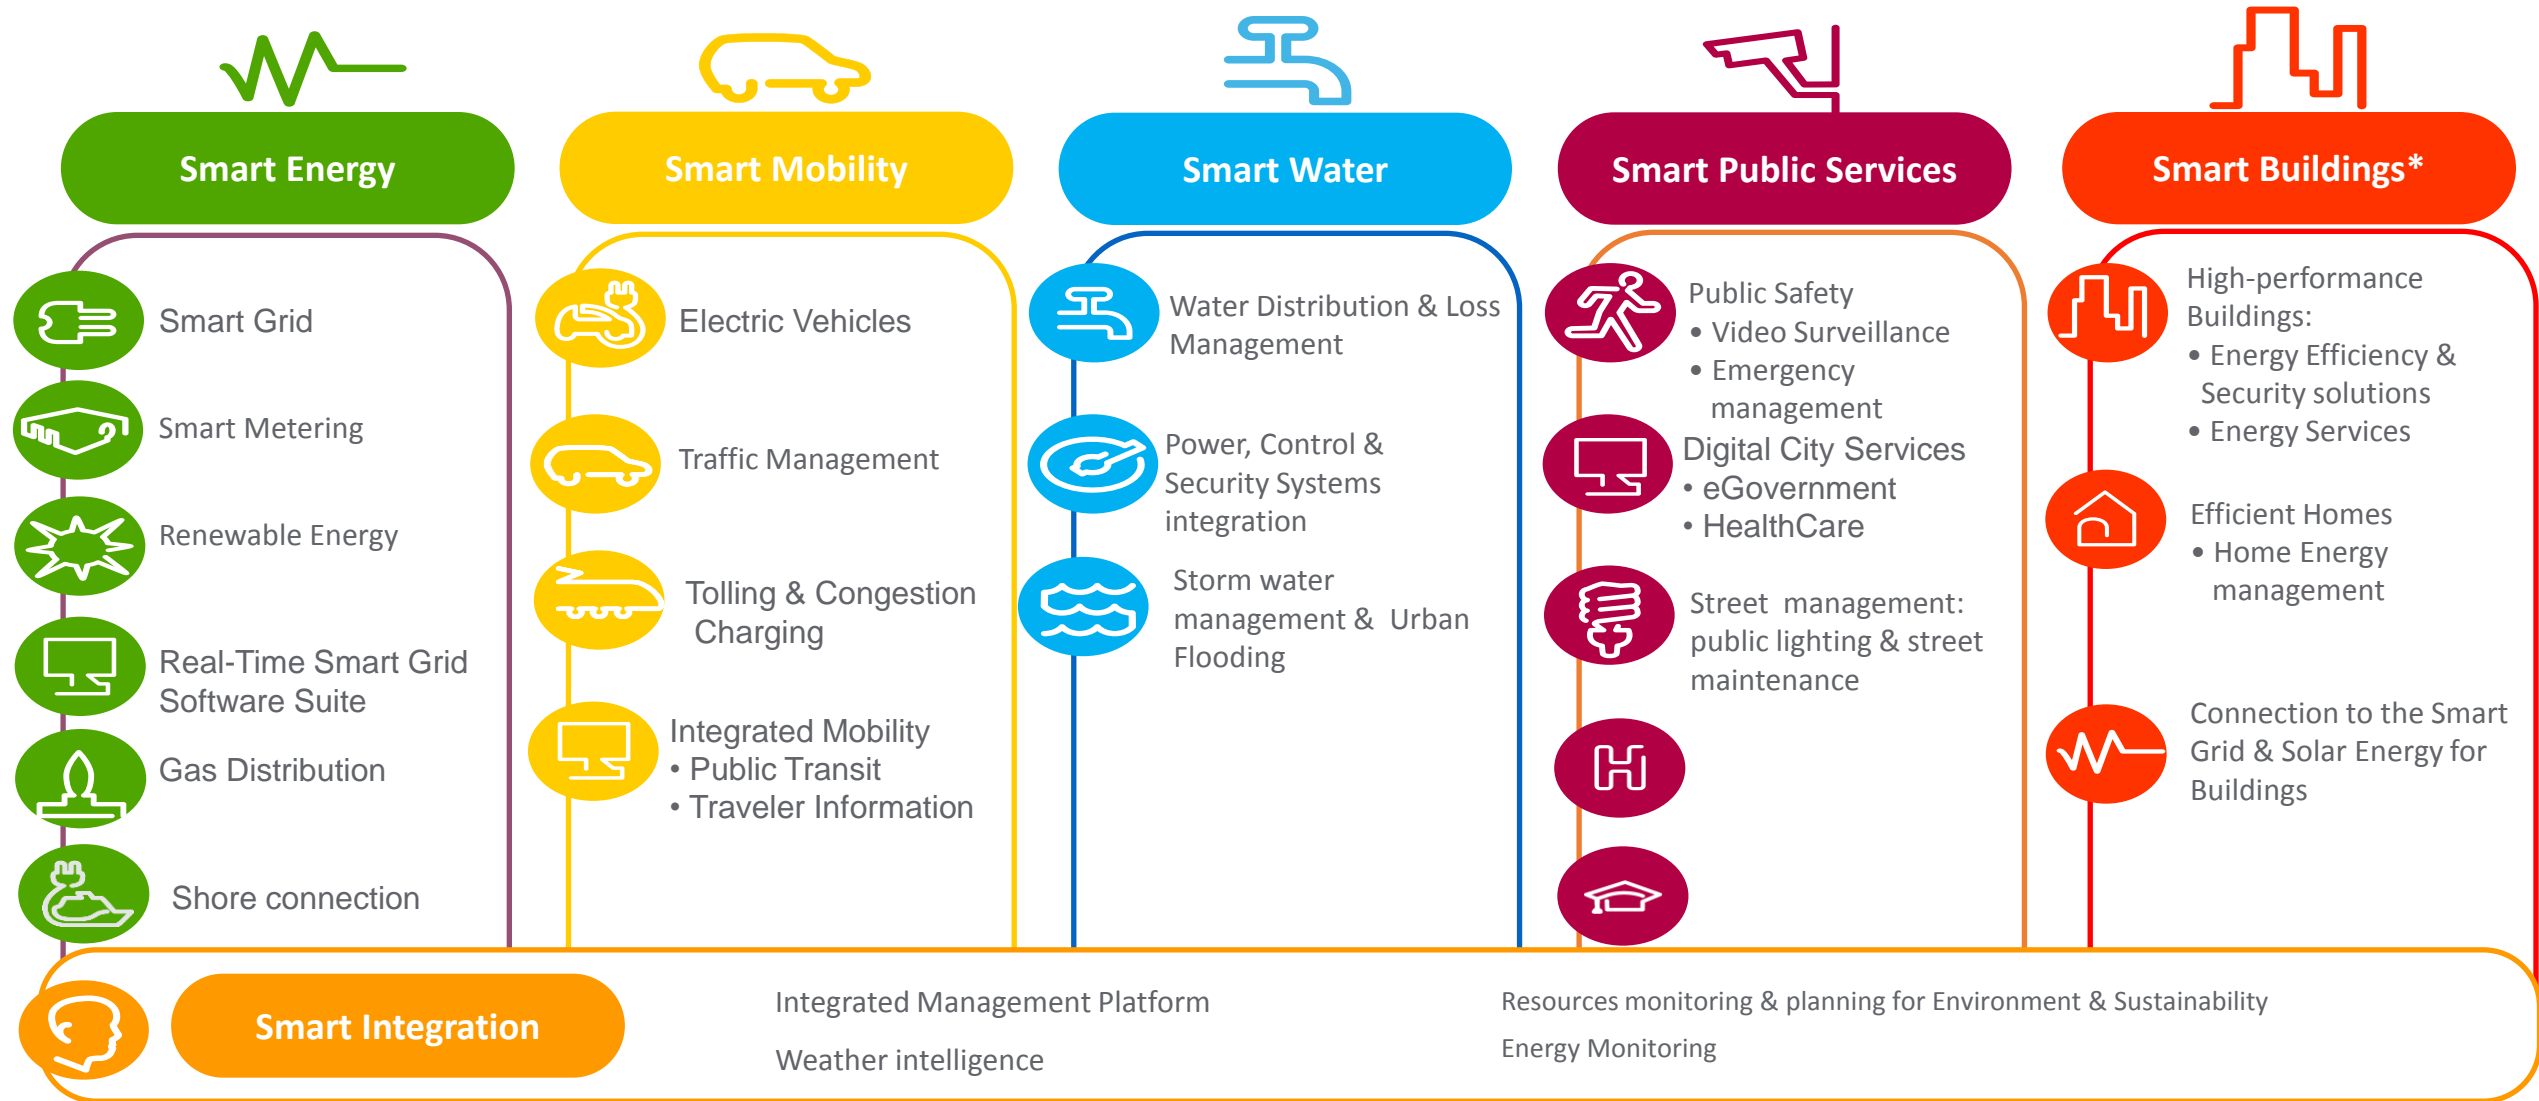 Smart Energy
Smart Mobility
Smart Water
Smart Public Services
Smart Buildings*
Smart Grid
Smart Metering
Renewable Energy
Real-Time Smart Grid
Software Suite
Gas Distribution
Shore connection
Electric Vehicles
Traffic Management
Tolling & Congestion
Charging
Integrated Mobility
• Public Transit
• Traveler Information
Water Distribution & Loss
Management
Power, Control &
Security Systems
integration
Storm water
management & Urban
Flooding
Public Safety
• Video Surveillance
• Emergency
management
Digital City Services
• eGovernment
• HealthCare
Street management:
public lighting & street
maintenance
High-performance
Buildings:
• Energy Efficiency &
Security solutions
• Energy Services
Efficient Homes
• Home Energy
management
Connection to the Smart
Grid & Solar Energy for
Buildings
Smart Integration
Integrated Management Platform
Weather intelligence
Resources monitoring & planning for Environment & Sustainability
Energy Monitoring